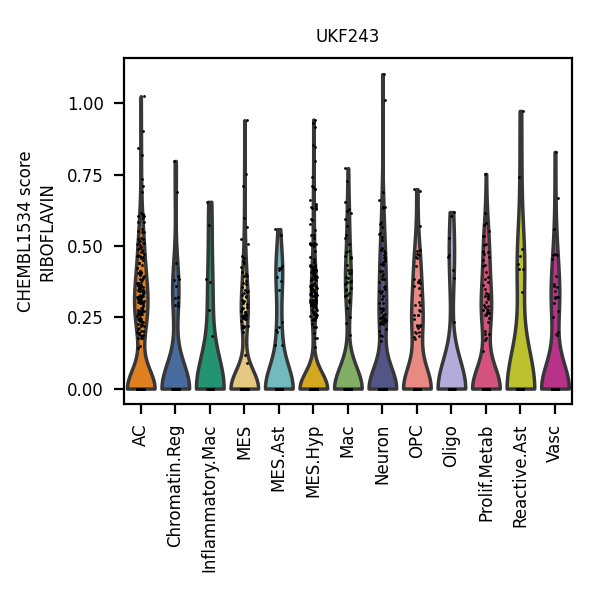 UKF243
CHEMBL1534 score
RIBOFLAVIN
1.00
0.75
0.50
0.25
0.00
AC
Chromatin.Reg
Inflammatory.Mac
MES
MES.Ast
MES.Hyp
Mac
Neuron
OPC
Oligo
Prolif.Metab
Reactive.Ast
Vasc